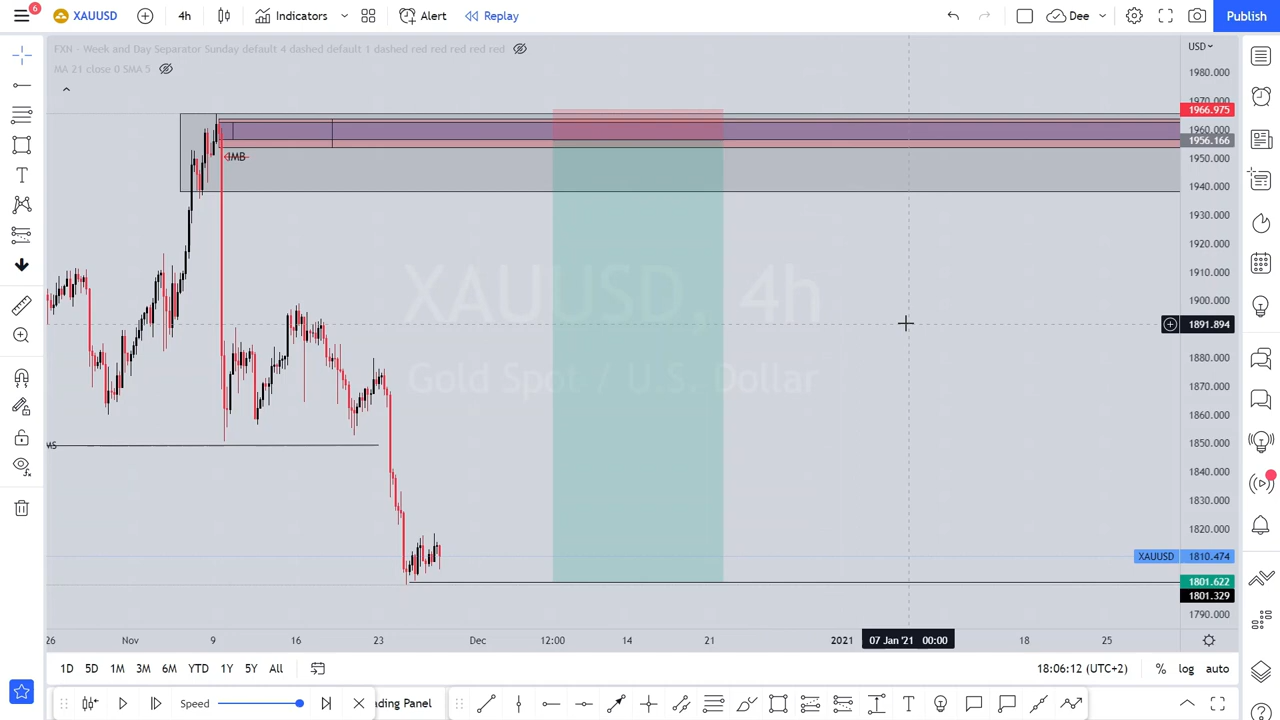 6 XAUUSD 4h Indicators Alert Replay Dee Publish
FXN - Week and Day Separator Sunday default 4 dashed default 1 dashed red red red red red
MA 21 close 0 SMA 5
USD
1980.000
1970.000
1966.975
1960.000
1956.166
1950.000
1940.000
1930.000
1920.000
1910.000
1900.000
1891.894
1880.000
1870.000
1860.000
1850.000
1840.000
1830.000
1820.000
XAUUSD 1810.474
1801.622
1801.329
1790.000
IMB
XAUUSD, 4h
Gold Spot / U.S. Dollar
MS
26 Nov 9 16 23 Dec 12:00 14 21 2021 07 Jan '21 00:00 18 25
1D 5D 1M 3M 6M YTD 1Y 5Y All 18:06:12 (UTC+2) % log auto
Speed ading Panel